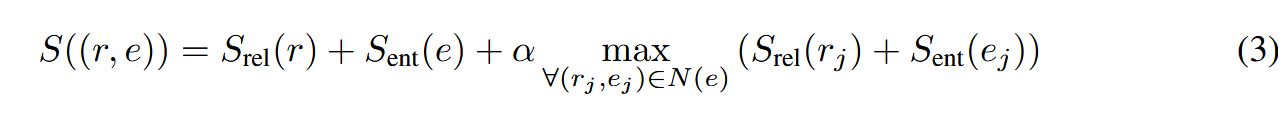 S((r, e)) = S_rel(r) + S_ent(e) + α max_{∀(r_j,e_j)∈N(e)} (S_rel(r_j) + S_ent(e_j)) (3)